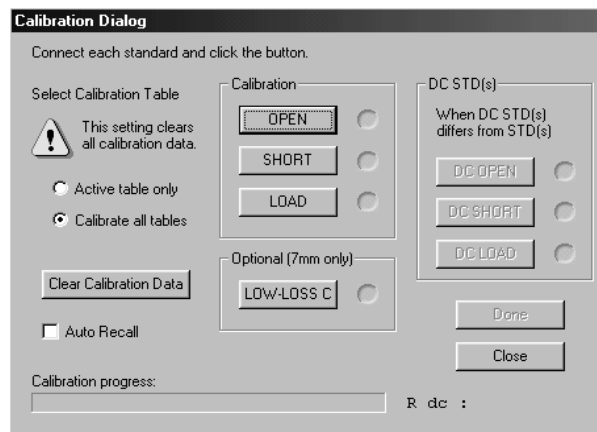 Calibration Dialog
Connect each standard and click the button.
Select Calibration Table
This setting clears
all calibration data.
Active table only
Calibrate all tables
Clear Calibration Data
Auto Recall
Calibration
OPEN
SHORT
LOAD
Optional (7mm only)
LOW-LOSS C
DC STD(s)
When DC STD(s)
differs from STD(s)
DC OPEN
DC SHORT
DC LOAD
Done
Close
Calibration progress:
R dc :